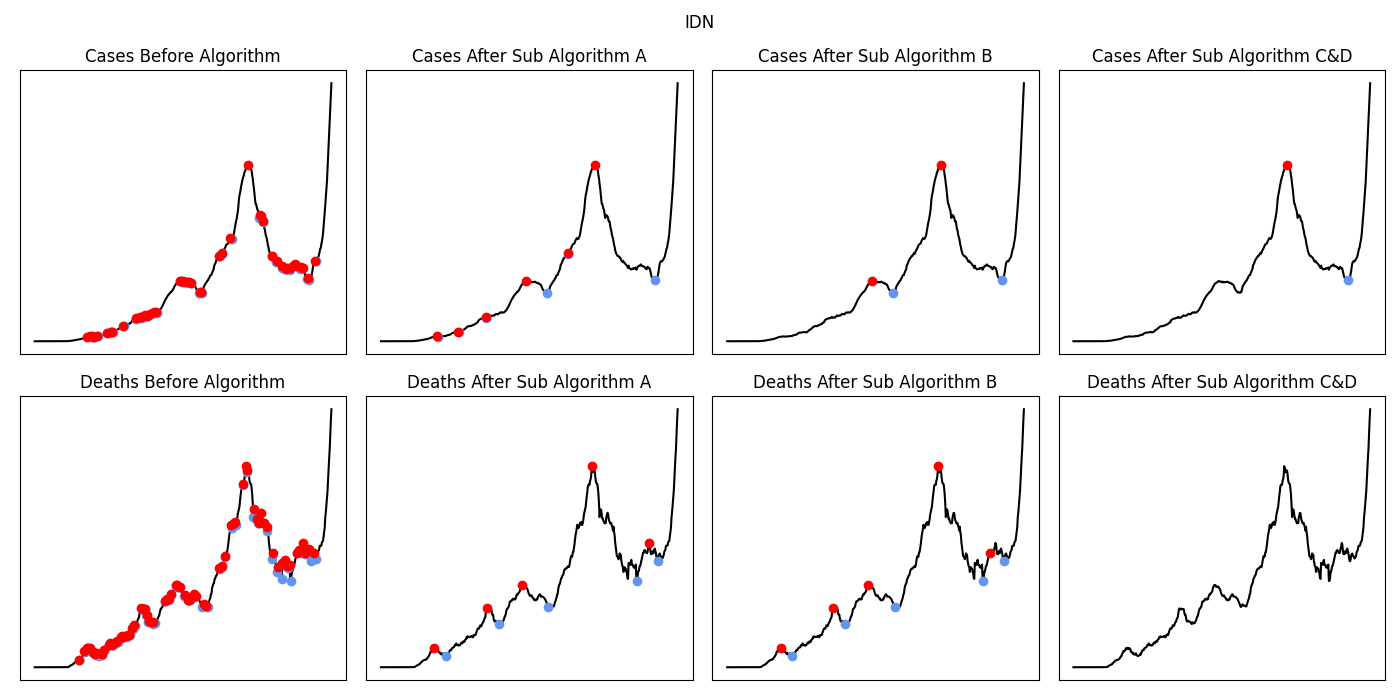 IDN
Cases Before Algorithm
Cases After Sub Algorithm A
Cases After Sub Algorithm B
Cases After Sub Algorithm C&D
Deaths Before Algorithm
Deaths After Sub Algorithm A
Deaths After Sub Algorithm B
Deaths After Sub Algorithm C&D